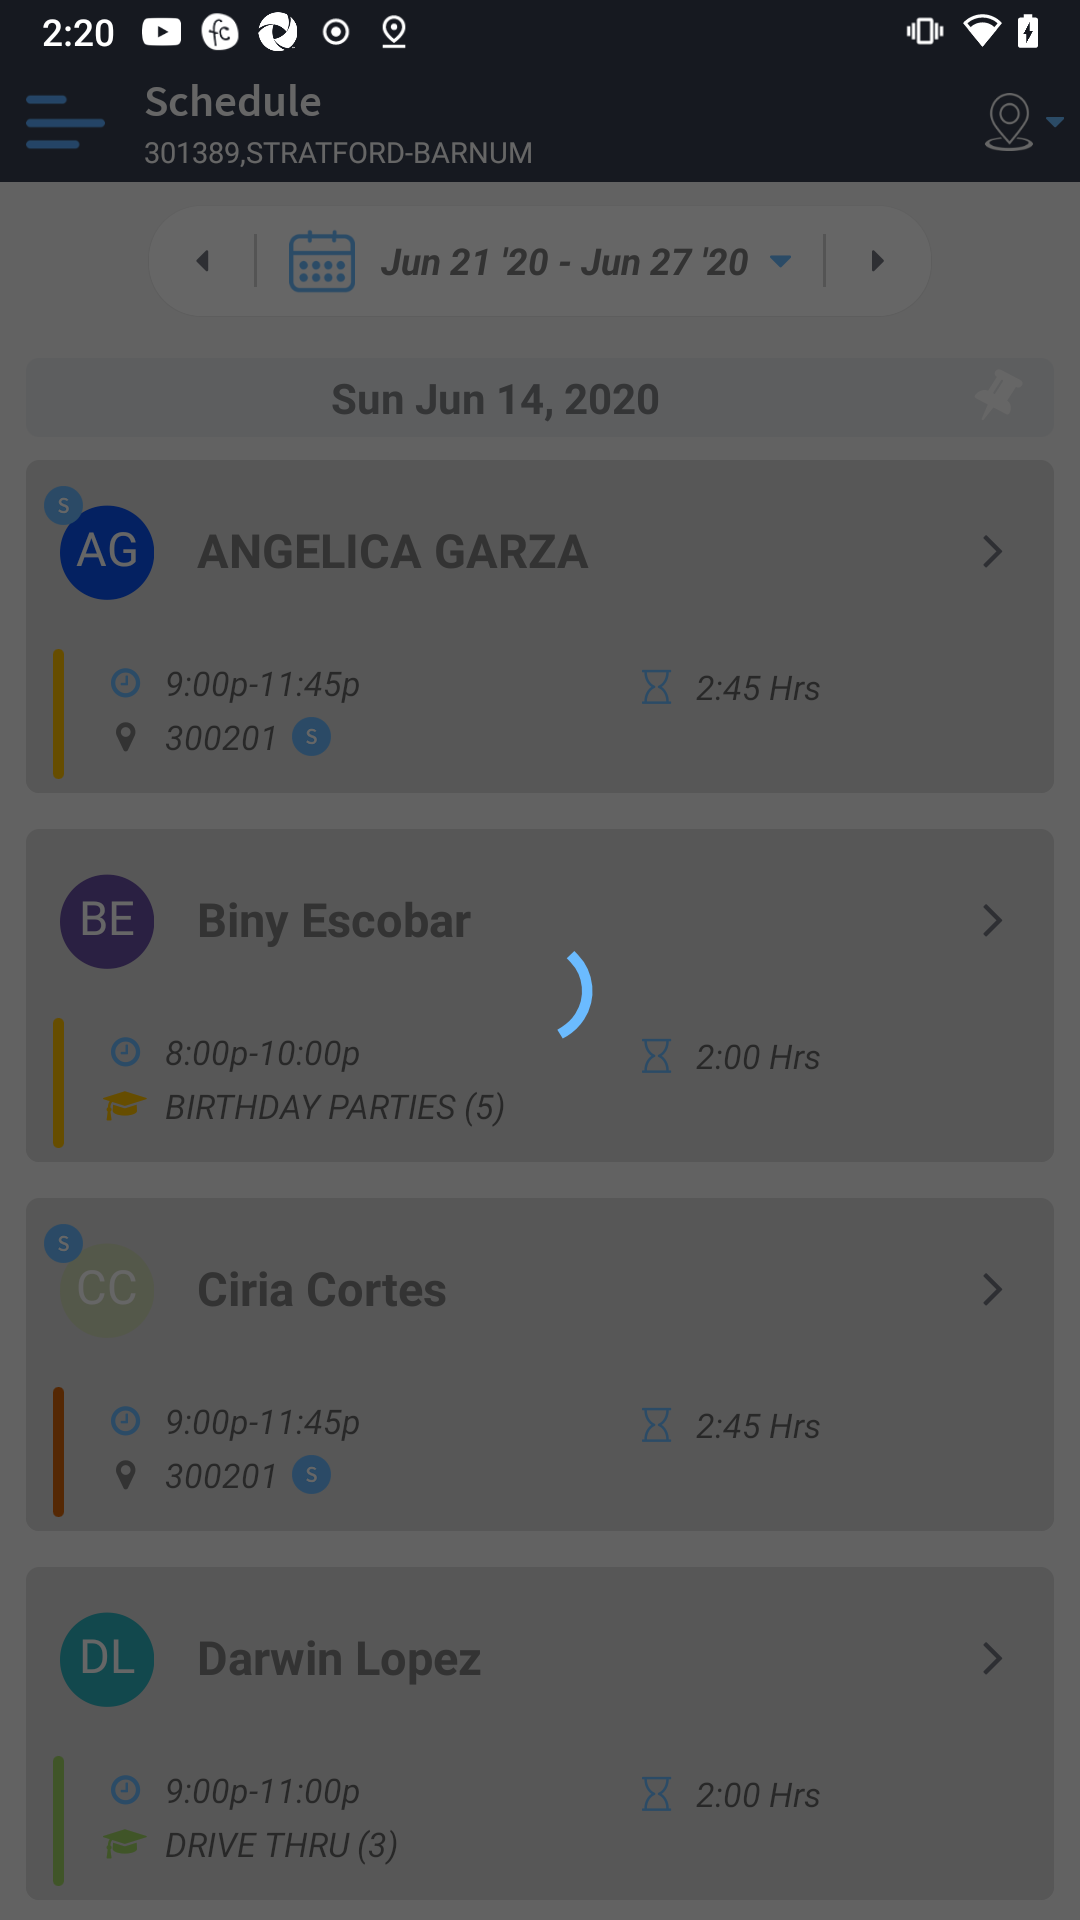 2:20
Schedule
301389,STRATFORD-BARNUM
Jun 21 '20 - Jun 27 '20
Sun Jun 14, 2020
S
AG ANGELICA GARZA
9:00p-11:45p 2:45 Hrs
300201 S
BE Biny Escobar
8:00p-10:00p 2:00 Hrs
BIRTHDAY PARTIES (5)
S
CC Ciria Cortes
9:00p-11:45p 2:45 Hrs
300201 S
DL Darwin Lopez
9:00p-11:00p 2:00 Hrs
DRIVE THRU (3)